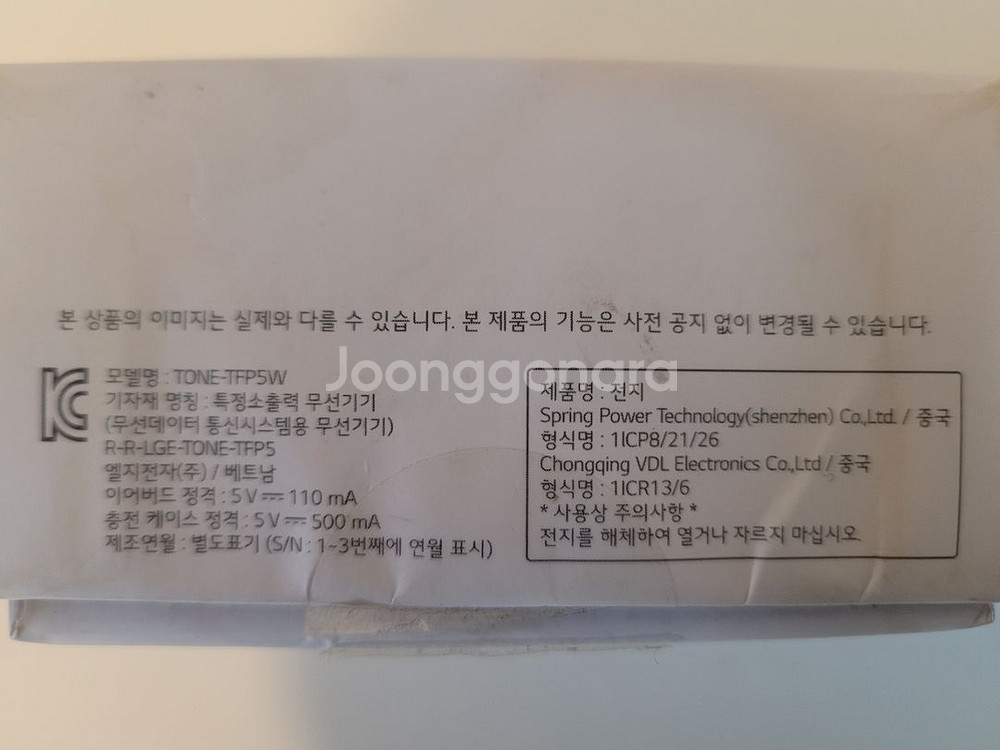 본 상품의 이미지는 실제와 다를 수 있습니다. 본 제품의 기능은 사전 공지 없이 변경될 수 있습니다.
Joonggonara
모델명 : TONE-TFP5W
기자재 명칭 : 특정소출력 무선기기
(무선데이터 통신시스템용 무선기기)
R-R-LGE-TONE-TFP5
엘지전자(주) / 베트남
이어버드 정격 : 5 V ⎓ 110 mA
충전 케이스 정격 : 5 V ⎓ 500 mA
제조연월 : 별도표기 (S/N : 1~3번째에 연월 표시)
제품명 : 전지
Spring Power Technology(shenzhen) Co.,Ltd. / 중국
형식명 : 1ICP8/21/26
Chongqing VDL Electronics Co.,Ltd / 중국
형식명 : 1ICR13/6
* 사용상 주의사항 *
전지를 해체하여 열거나 자르지 마십시오.